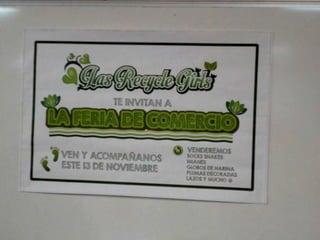 Las Recycle Girls
TE INVITAN A
LA FERIA DE COMERCIO
VEN Y ACOMPAÑANOS
ESTE 13 DE NOVIEMBRE
VENDEREMOS
SOCKS SNAKES
IMANES
GLOBOS DE HARINA
PLUMAS DECORADAS
LAZOS Y MUCHO